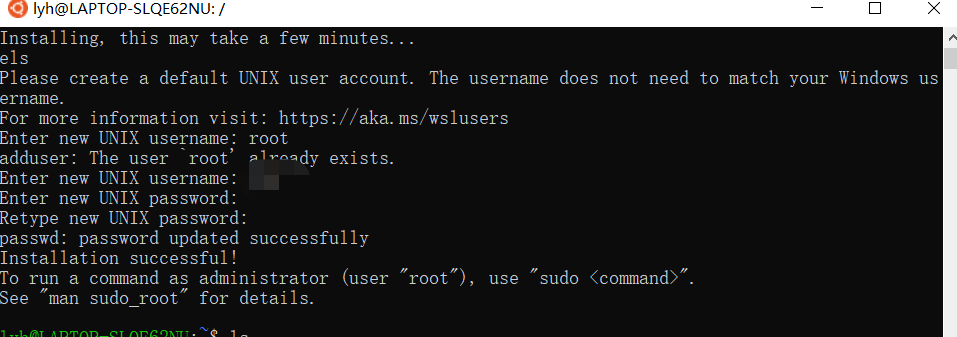 lyh@LAPTOP-SLQE62NU: /
Installing, this may take a few minutes...
els
Please create a default UNIX user account. The username does not need to match your Windows us
ername.
For more information visit: https://aka.ms/wslusers
Enter new UNIX username: root
adduser: The user `root' already exists.
Enter new UNIX username:
Enter new UNIX password:
Retype new UNIX password:
passwd: password updated successfully
Installation successful!
To run a command as administrator (user "root"), use "sudo <command>".
See "man sudo_root" for details.
lyh@LAPTOP-SLQE62NU:~$ ls